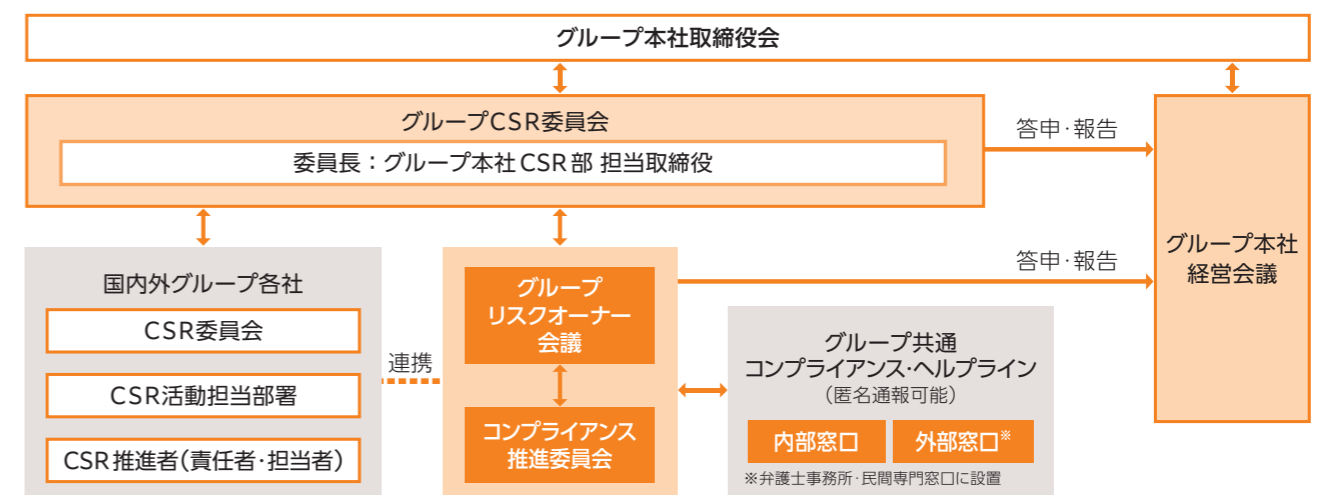 グループ本社取締役会
グループCSR委員会
委員長：グループ本社CSR部 担当取締役
答申・報告
グループ本社
経営会議
国内外グループ各社
CSR委員会
CSR活動担当部署
CSR推進者(責任者・担当者)
連携
グループ
リスクオーナー
会議
コンプライアンス
推進委員会
答申・報告
グループ共通
コンプライアンス・ヘルプライン
(匿名通報可能)
内部窓口
外部窓口※
※弁護士事務所・民間専門窓口に設置